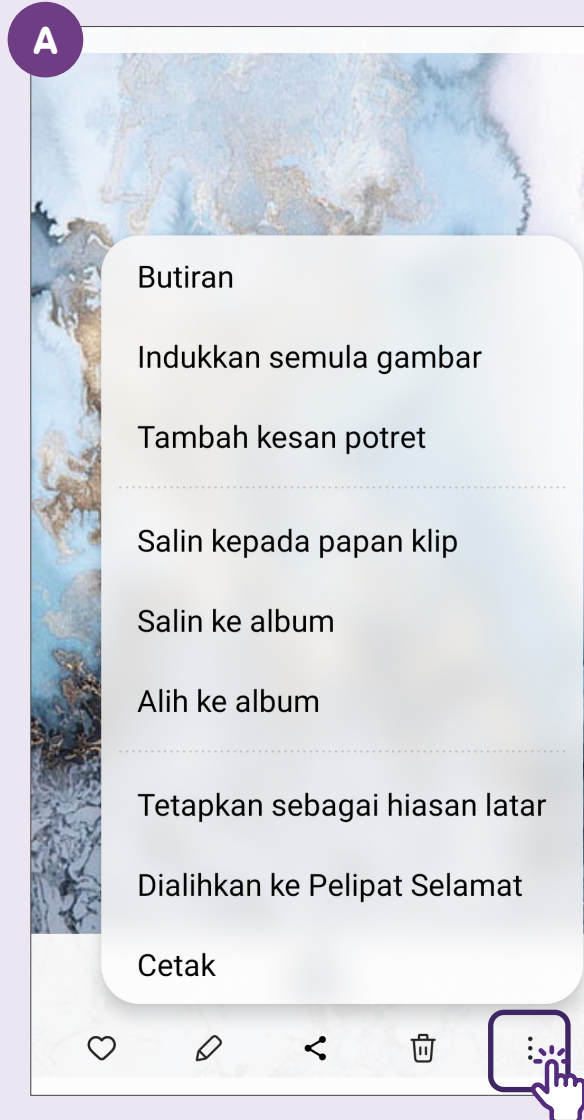 A
Butiran
Indukkan semula gambar
Tambah kesan potret
Salin kepada papan klip
Salin ke album
Alih ke album
Tetapkan sebagai hiasan latar
Dialihkan ke Pelipat Selamat
Cetak